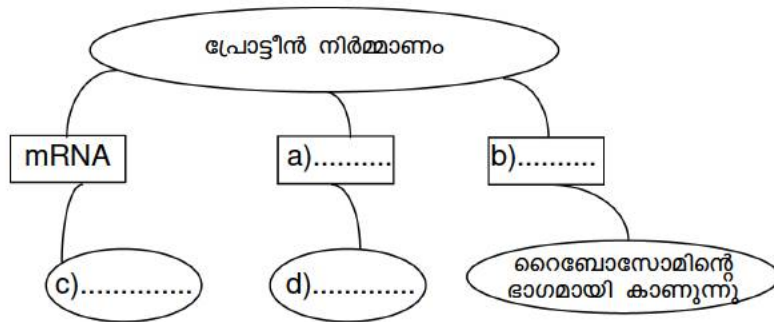 പ്രോട്ടീൻ നിർമ്മാണം
mRNA
a)..........
b)..........
c)..............
d).............
റൈബോസോമിന്റെ
ഭാഗമായി കാണുന്നു